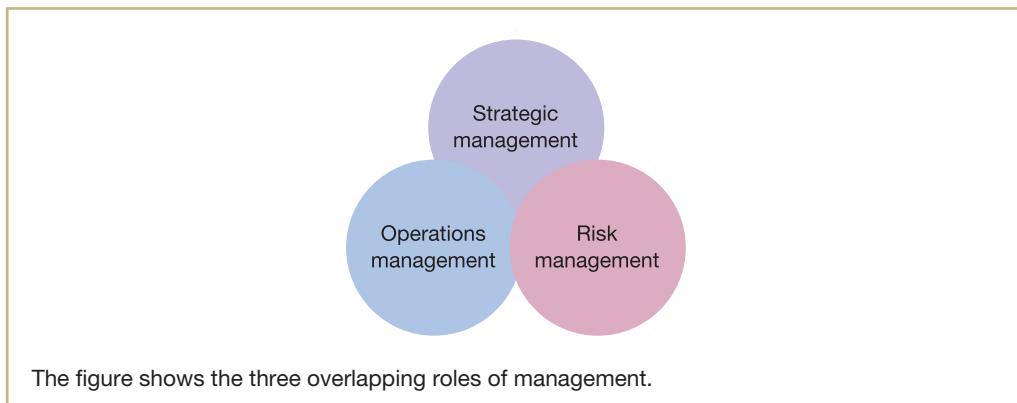 Strategic
management
Operations
management
Risk
management
The figure shows the three overlapping roles of management.